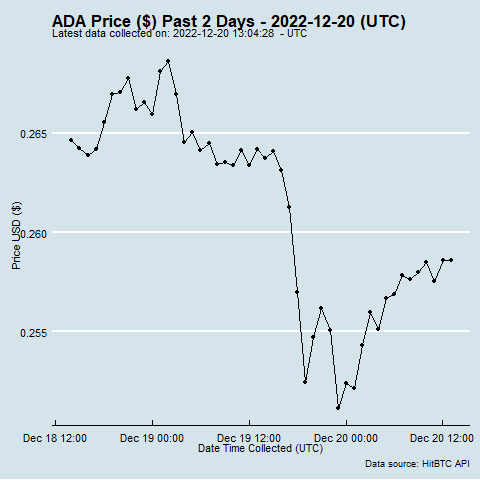 ADA Price ($) Past 2 Days - 2022-12-20 (UTC)
Latest data collected on: 2022-12-20 13:04:28  - UTC
0.265
0.260
0.255
Price USD ($)
Dec 18 12:00 Dec 19 00:00 Dec 19 12:00 Dec 20 00:00 Dec 20 12:00
Date Time Collected (UTC)
Data source: HitBTC API